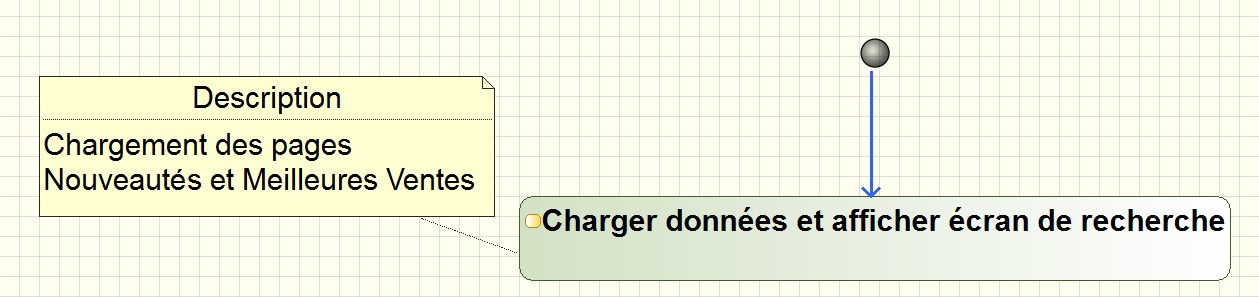 Description
Chargement des pages
Nouveautés et Meilleures Ventes
Charger données et afficher écran de recherche